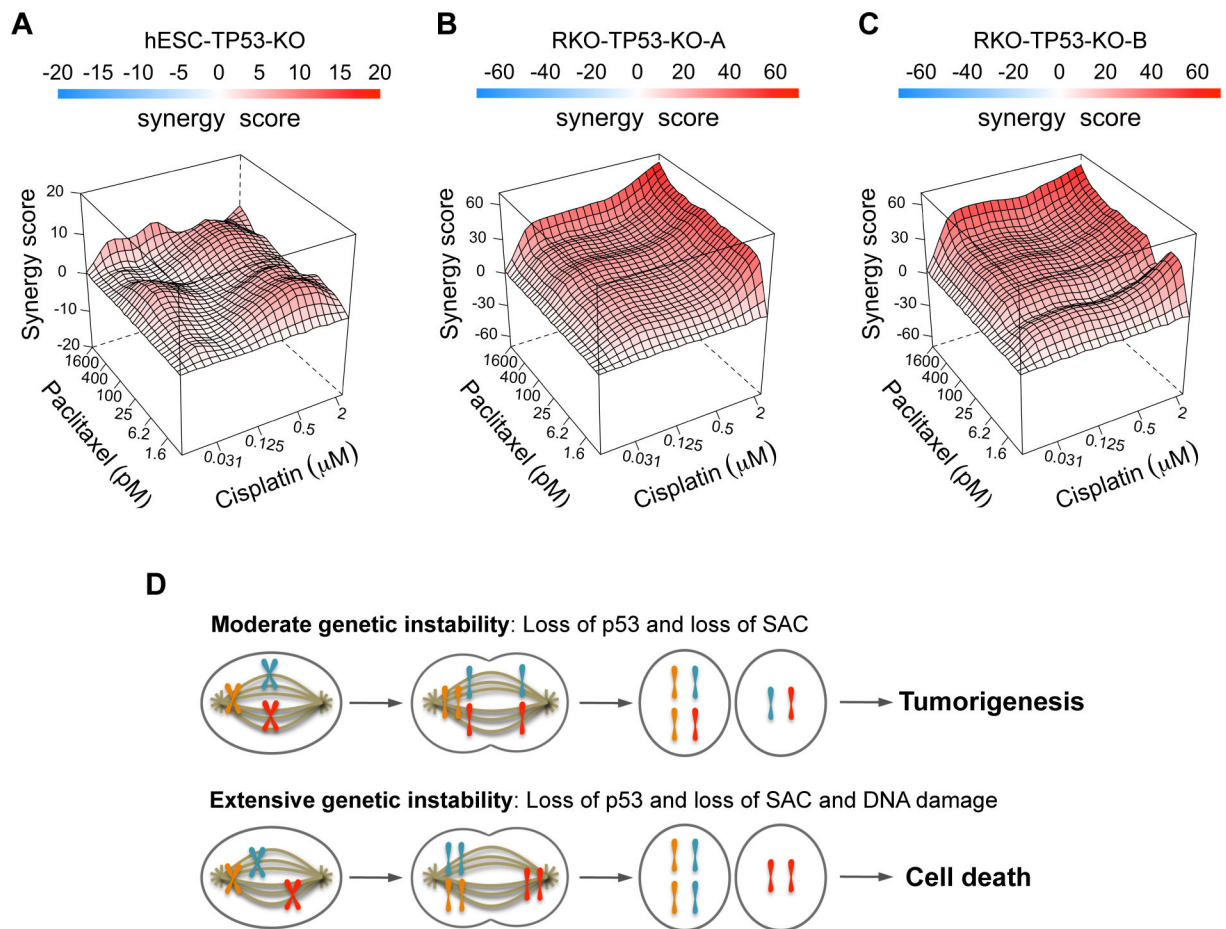 A
hESC-TP53-KO
-20 -15 -10 -5 0 5 10 15 20
synergy score
Synergy score
20
10
0
-10
-20
1600
400
100
25
6.2
1.6
Paclitaxel (pM)
0.031
0.125
0.5
2
Cisplatin (μM)
B
RKO-TP53-KO-A
-60 -40 -20 0 20 40 60
synergy score
Synergy score
60
30
0
-30
-60
1600
400
100
25
6.2
1.6
Paclitaxel (pM)
0.031
0.125
0.5
2
Cisplatin (μM)
C
RKO-TP53-KO-B
-60 -40 -20 0 20 40 60
synergy score
Synergy score
60
30
0
-30
-60
1600
400
100
25
6.2
1.6
Paclitaxel (pM)
0.031
0.125
0.5
2
Cisplatin (μM)
D
Moderate genetic instability: Loss of p53 and loss of SAC
Tumorigenesis
Extensive genetic instability: Loss of p53 and loss of SAC and DNA damage
Cell death